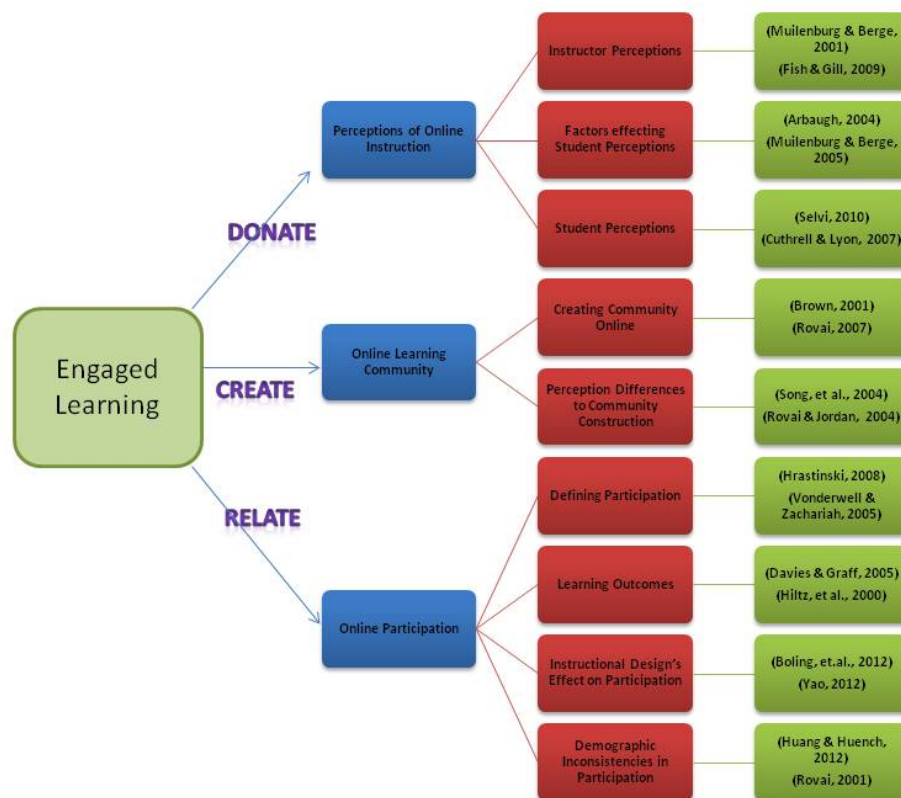 Engaged
Learning
DONATE
CREATE
RELATE
Perceptions of Online
Instruction
Instructor Perceptions
(Muilenburg & Berge,
2001)
(Fish & Gill, 2009)
Factors effecting
Student Perceptions
(Arbaugh, 2004)
(Muilenburg & Berge,
2005)
Student Perceptions
(Selvi, 2010)
(Cuthrell & Lyon, 2007)
Online Learning
Community
Creating Community
Online
(Brown, 2001)
(Rovai, 2007)
Perception Differences
to Community
Construction
(Song, et al., 2004)
(Rovai & Jordan, 2004)
Online Participation
Defining Participation
(Hrastinski, 2008)
(Vonderwell &
Zachariah, 2005)
Learning Outcomes
(Davies & Graff, 2005)
(Hiltz, et al., 2000)
Instructional Design's
Effect on Participation
(Boling, et.al., 2012)
(Yao, 2012)
Demographic
Inconsistencies in
Participation
(Huang & Huench,
2012)
(Rovai, 2001)